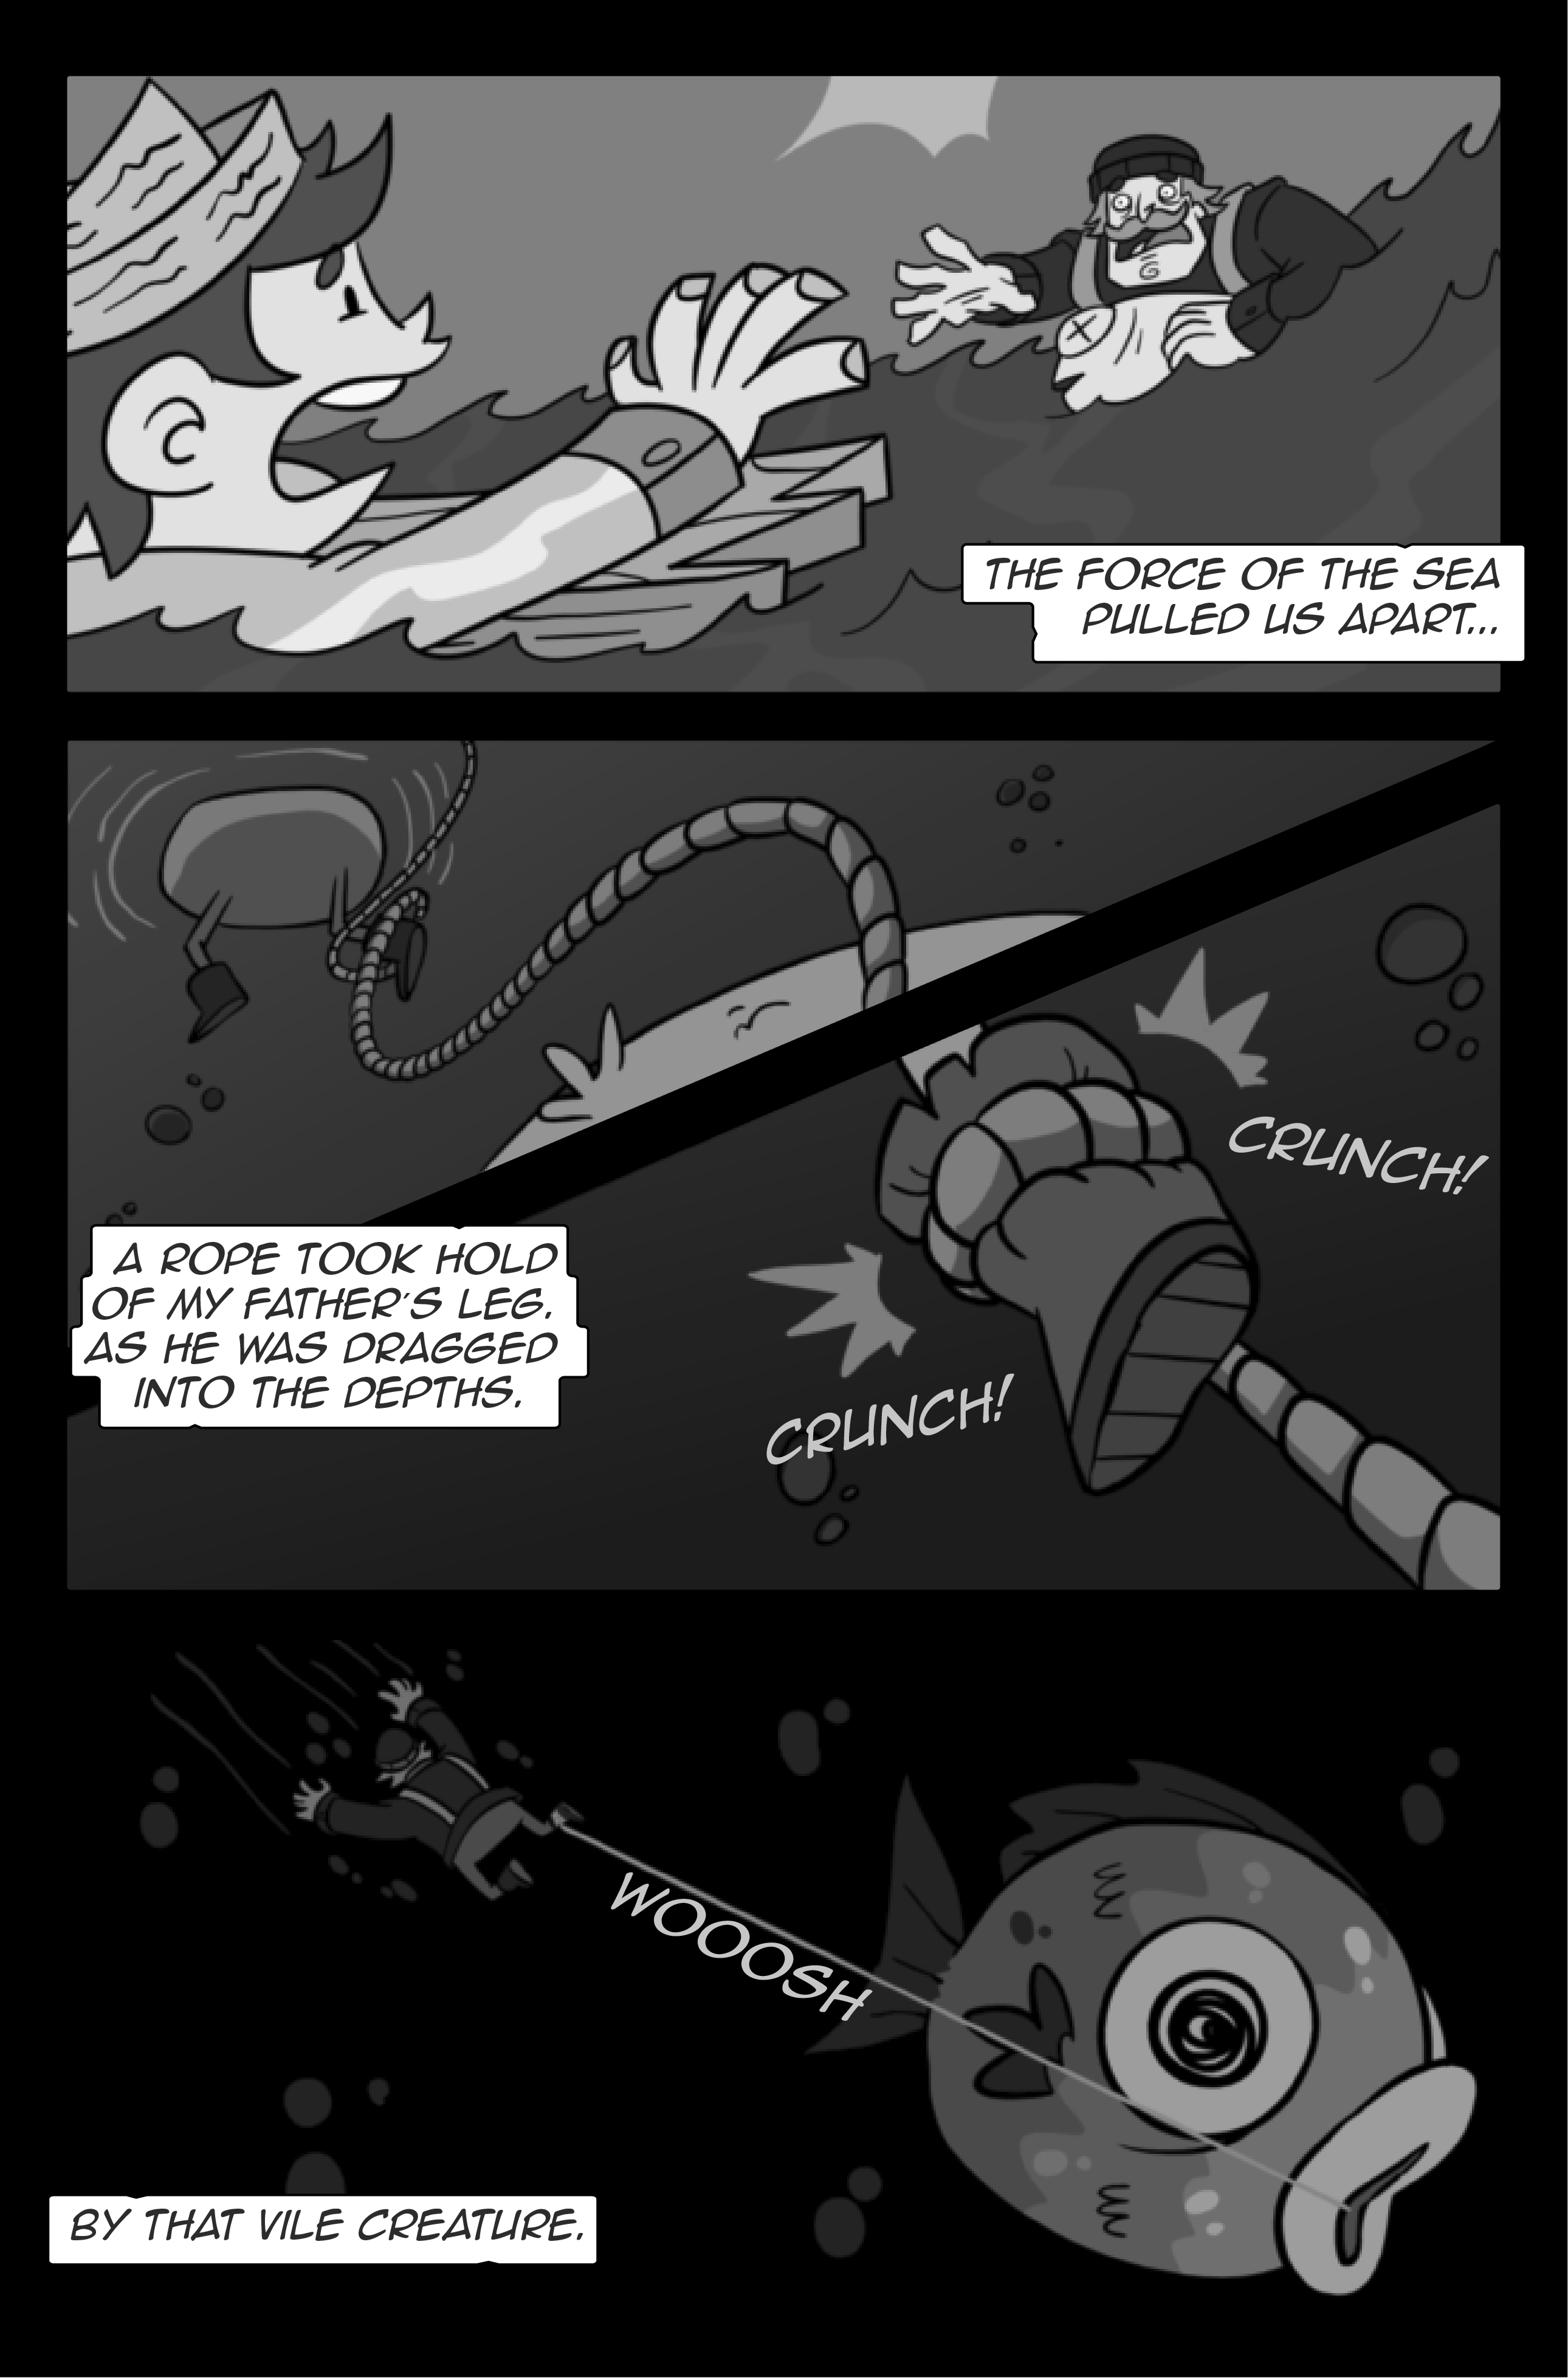 THE FORCE OF THE SEA
PULLED US APART...
CRUNCH!
A ROPE TOOK HOLD
OF MY FATHER'S LEG.
AS HE WAS DRAGGED
INTO THE DEPTHS.
CRUNCH!
WOOOSH
BY THAT VILE CREATURE.